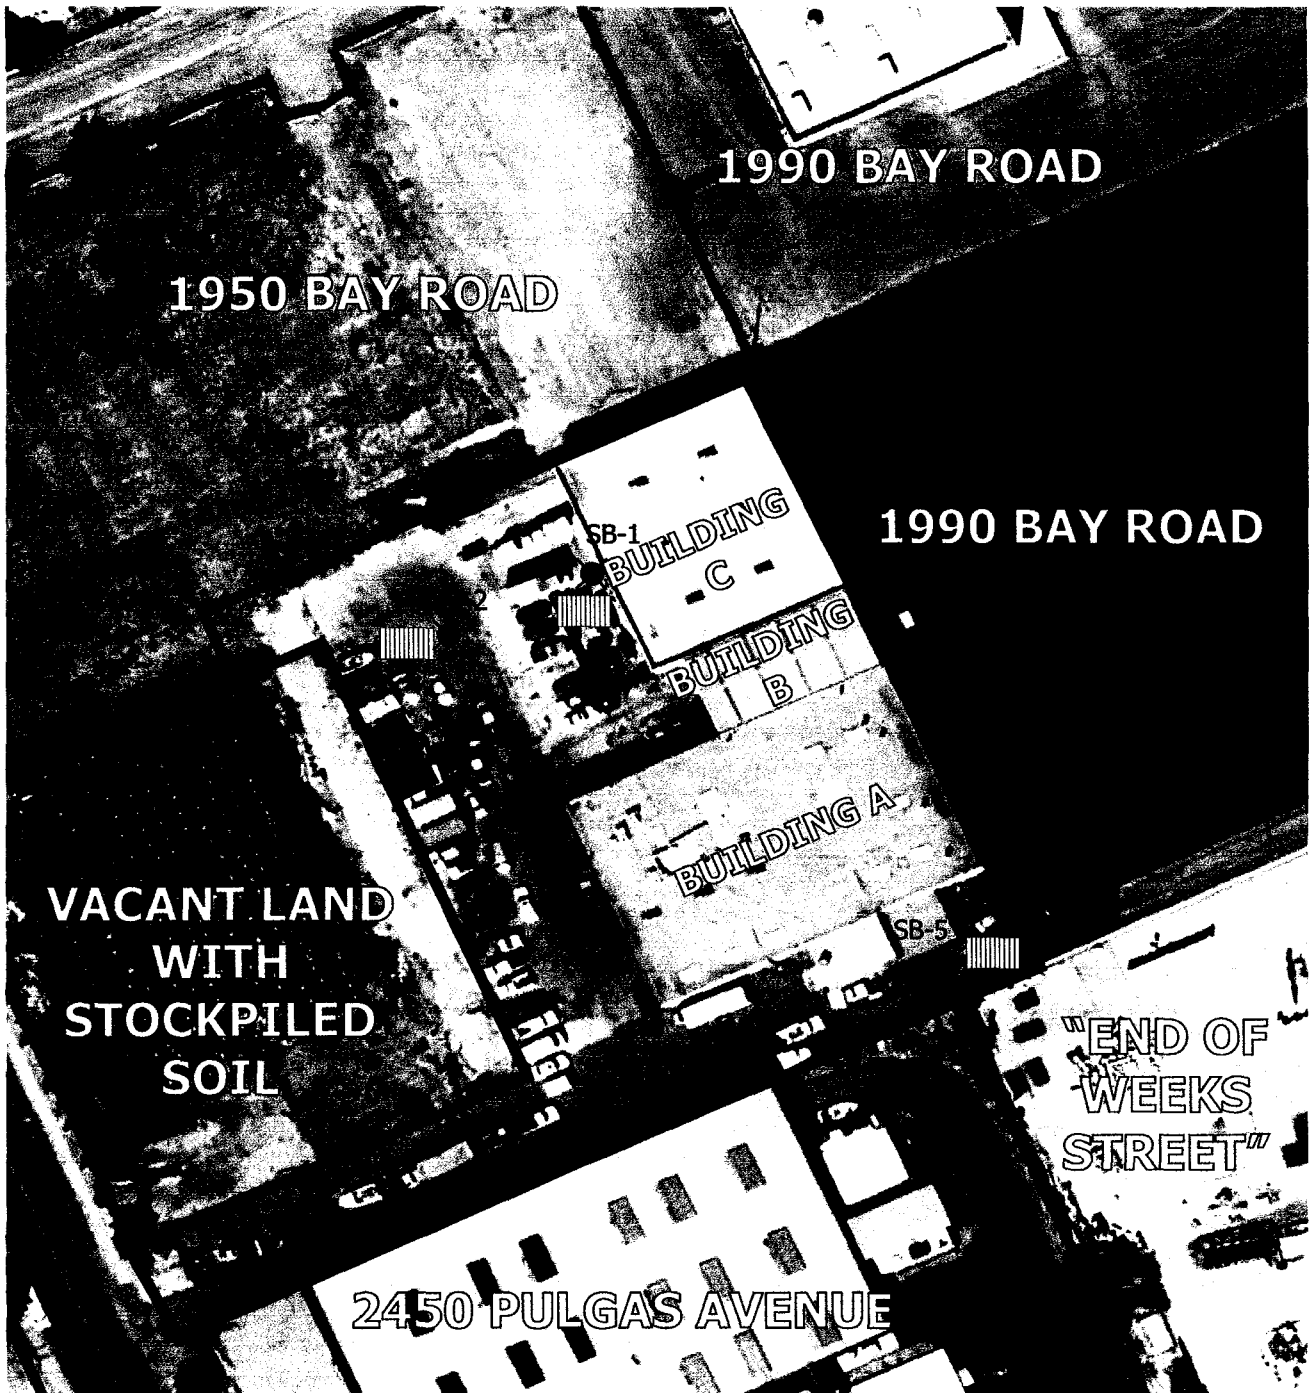 1990 BAY ROAD
1950 BAY ROAD
1990 BAY ROAD
SB-1
BUILDING
C
2
BUILDING
B
BUILDING A
VACANT LAND
WITH
STOCKPILED
SOIL
SB-5
"END OF
WEEKS
STREET"
2450 PULGAS AVENUE